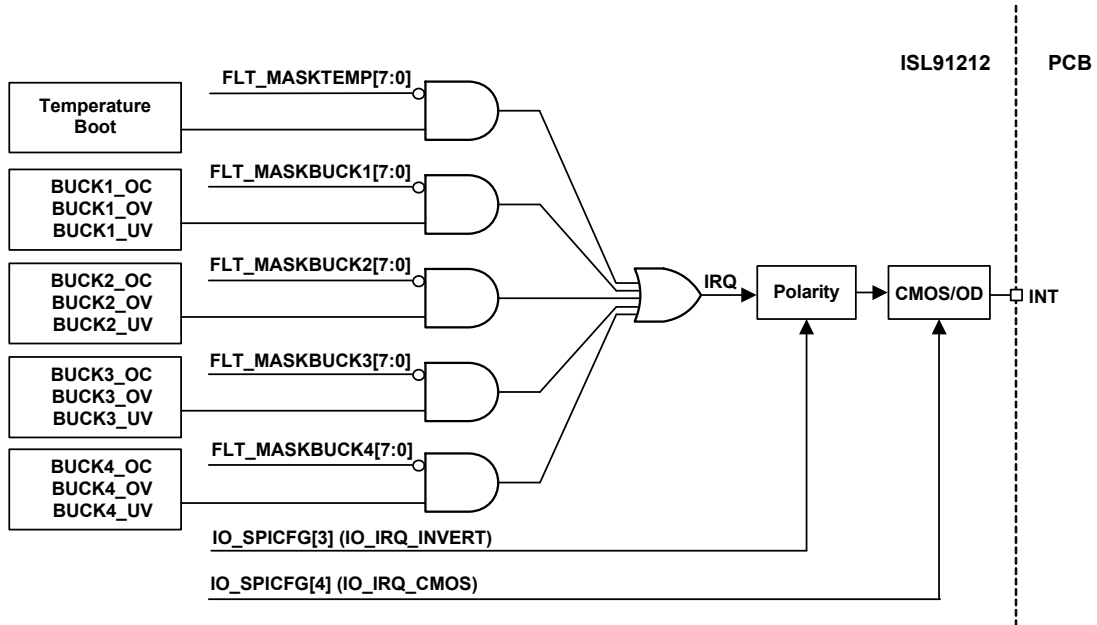 ISL91212
PCB
FLT_MASKTEMP[7:0]
Temperature
Boot
FLT_MASKBUCK1[7:0]
BUCK1_OC
BUCK1_OV
BUCK1_UV
FLT_MASKBUCK2[7:0]
BUCK2_OC
BUCK2_OV
BUCK2_UV
IRQ
Polarity
CMOS/OD
INT
FLT_MASKBUCK3[7:0]
BUCK3_OC
BUCK3_OV
BUCK3_UV
FLT_MASKBUCK4[7:0]
BUCK4_OC
BUCK4_OV
BUCK4_UV
IO_SPICFG[3] (IO_IRQ_INVERT)
IO_SPICFG[4] (IO_IRQ_CMOS)